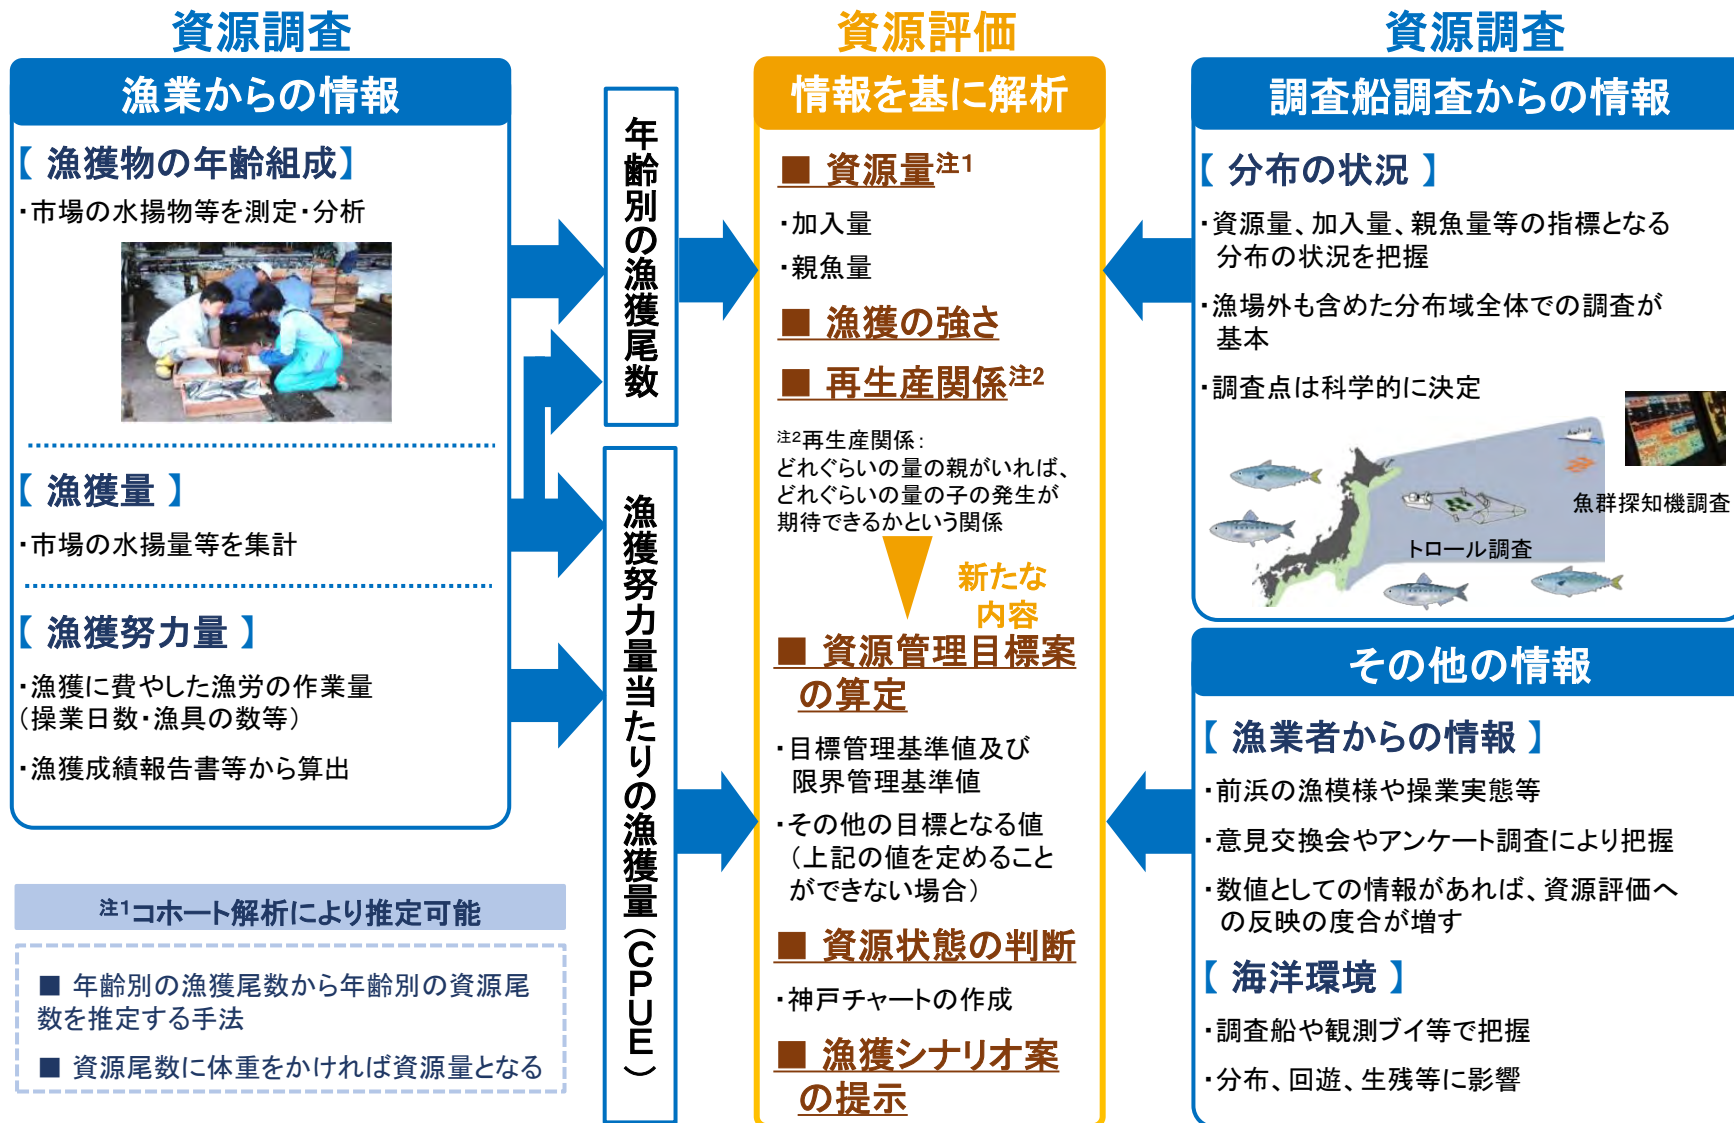 資源調査
漁業からの情報
【 漁獲物の年齢組成】
・市場の水揚物等を測定・分析
【 漁獲量 】
・市場の水揚量等を集計
【 漁獲努力量 】
・漁獲に費やした漁労の作業量
（操業日数・漁具の数等）
・漁獲成績報告書等から算出
注1コホート解析により推定可能
■ 年齢別の漁獲尾数から年齢別の資源尾
数を推定する手法
■ 資源尾数に体重をかければ資源量となる
年齢別の漁獲尾数
漁獲努力量当たりの漁獲量（CPUE）
資源評価
情報を基に解析
■ 資源量注1
・加入量
・親魚量
■ 漁獲の強さ
■ 再生産関係注2
注2再生産関係：
どれぐらいの量の親がいれば、
どれぐらいの量の子の発生が
期待できるかという関係
新たな
内容
■ 資源管理目標案
の算定
・目標管理基準値及び
限界管理基準値
・その他の目標となる値
（上記の値を定めること
ができない場合）
■ 資源状態の判断
・神戸チャートの作成
■ 漁獲シナリオ案
の提示
資源調査
調査船調査からの情報
【 分布の状況 】
・資源量、加入量、親魚量等の指標となる
分布の状況を把握
・漁場外も含めた分布域全体での調査が
基本
・調査点は科学的に決定
魚群探知機調査
トロール調査
その他の情報
【 漁業者からの情報 】
・前浜の漁模様や操業実態等
・意見交換会やアンケート調査により把握
・数値としての情報があれば、資源評価へ
の反映の度合が増す
【 海洋環境 】
・調査船や観測ブイ等で把握
・分布、回遊、生残等に影響